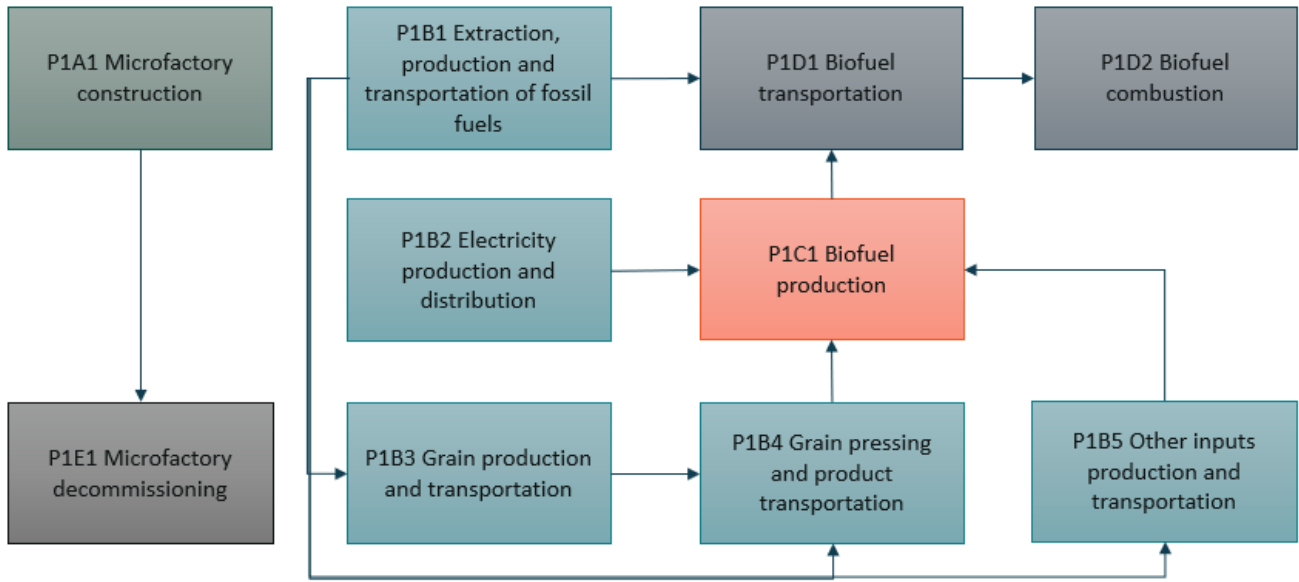 P1A1 Microfactory
construction
P1B1 Extraction,
production and
transportation of fossil
fuels
P1D1 Biofuel
transportation
P1D2 Biofuel
combustion
P1B2 Electricity
production and
distribution
P1C1 Biofuel
production
P1E1 Microfactory
decommissioning
P1B3 Grain production
and transportation
P1B4 Grain pressing
and product
transportation
P1B5 Other inputs
production and
transportation